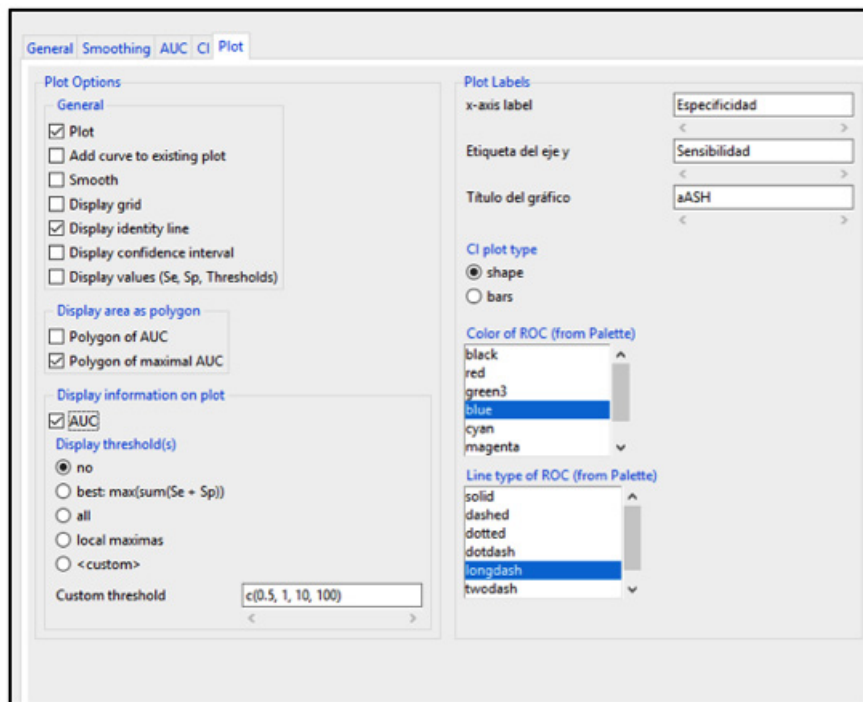 General Smoothing AUC CI Plot
Plot Options
General
Plot
Add curve to existing plot
Smooth
Display grid
Display identity line
Display confidence interval
Display values (Se, Sp, Thresholds)
Display area as polygon
Polygon of AUC
Polygon of maximal AUC
Display information on plot
AUC
Display threshold(s)
no
best: max(sum(Se + Sp))
all
local maximas
<custom>
Custom threshold c(0.5, 1, 10, 100)
Plot Labels
x-axis label Especificidad
Etiqueta del eje y Sensibilidad
Título del gráfico aASH
CI plot type
shape
bars
Color of ROC (from Palette)
black
red
green3
blue
cyan
magenta
Line type of ROC (from Palette)
solid
dashed
dotted
dotdash
longdash
twodash